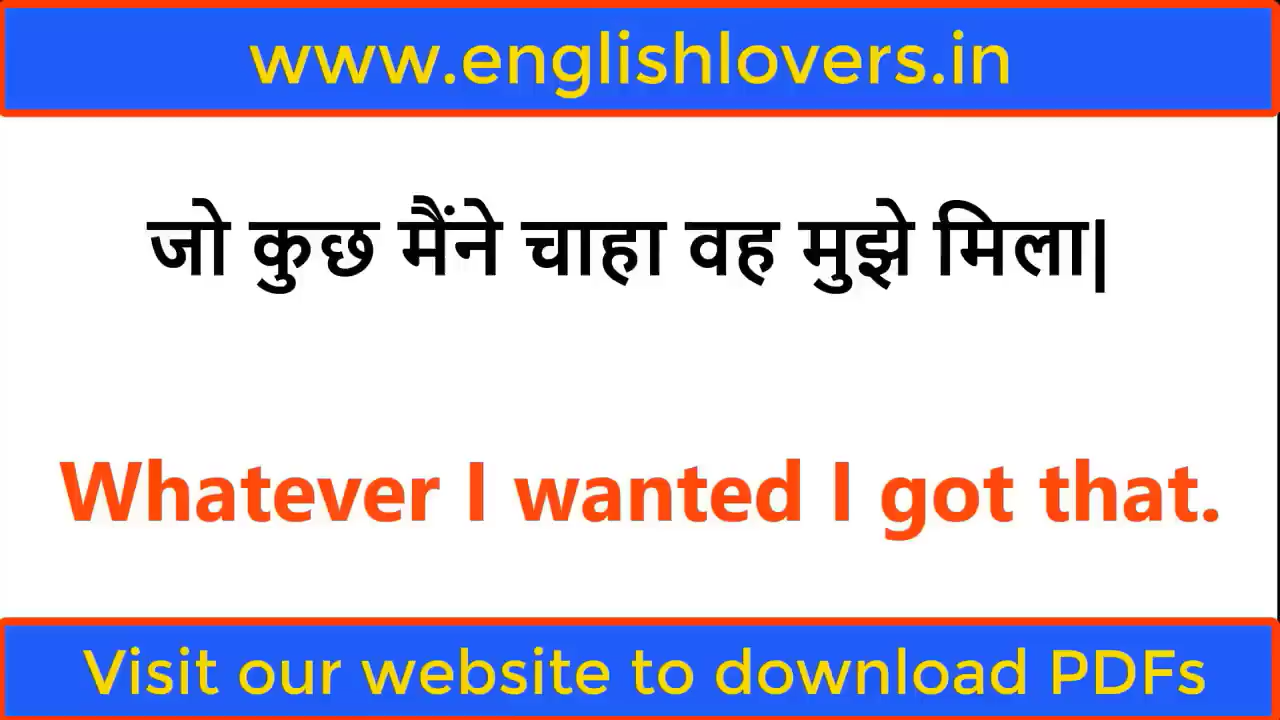 www.englishlovers.in
जो कुछ मैंने चाहा वह मुझे मिला|
Whatever I wanted I got that.
Visit our website to download PDFs